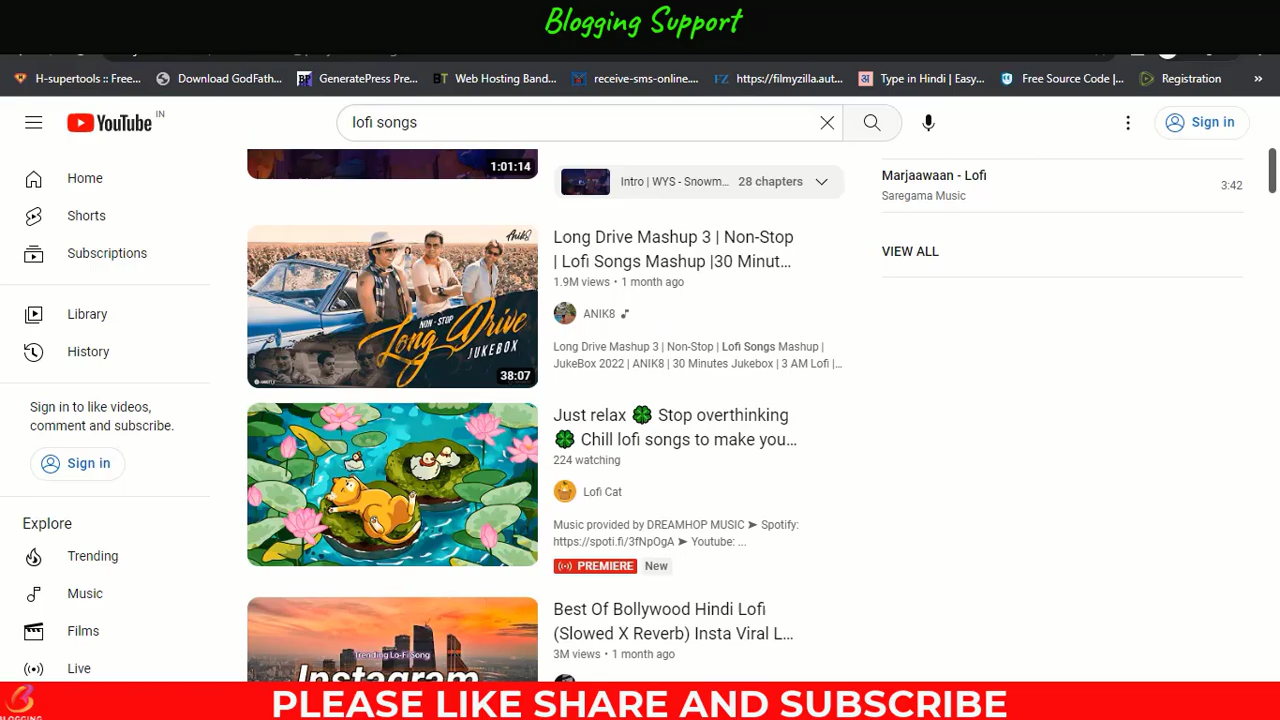 Blogging Support
H-supertools :: Free...
Download GodFath...
GeneratePress Pre...
BT Web Hosting Band...
receive-sms-online....
FZ https://filmyzilla.aut...
अ Type in Hindi | Easy...
Free Source Code |...
Registration
»
YouTube IN
lofi songs
Sign in
Home
Shorts
Subscriptions
Library
History
Sign in to like videos,
comment and subscribe.
Sign in
Explore
Trending
Music
Films
Live
1:01:14
Intro | WYS - Snowm... 28 chapters
Anik8
NON-STOP
Long Drive
JUKEBOX
38:07
Long Drive Mashup 3 | Non-Stop
| Lofi Songs Mashup |30 Minut...
1.9M views • 1 month ago
ANIK8
Long Drive Mashup 3 | Non-Stop | Lofi Songs Mashup |
JukeBox 2022 | ANIK8 | 30 Minutes Jukebox | 3 AM Lofi |...
Just relax 🍀 Stop overthinking
🍀 Chill lofi songs to make you...
224 watching
Lofi Cat
Music provided by DREAMHOP MUSIC ➤ Spotify:
https://spoti.fi/3fNpOgA ➤ Youtube: ...
PREMIERE New
Trending Lo-Fi Song
Instagram
Best Of Bollywood Hindi Lofi
(Slowed X Reverb) Insta Viral L...
3M views • 1 month ago
Marjaawaan - Lofi
Saregama Music
3:42
VIEW ALL
BLOGGING
PLEASE LIKE SHARE AND SUBSCRIBE